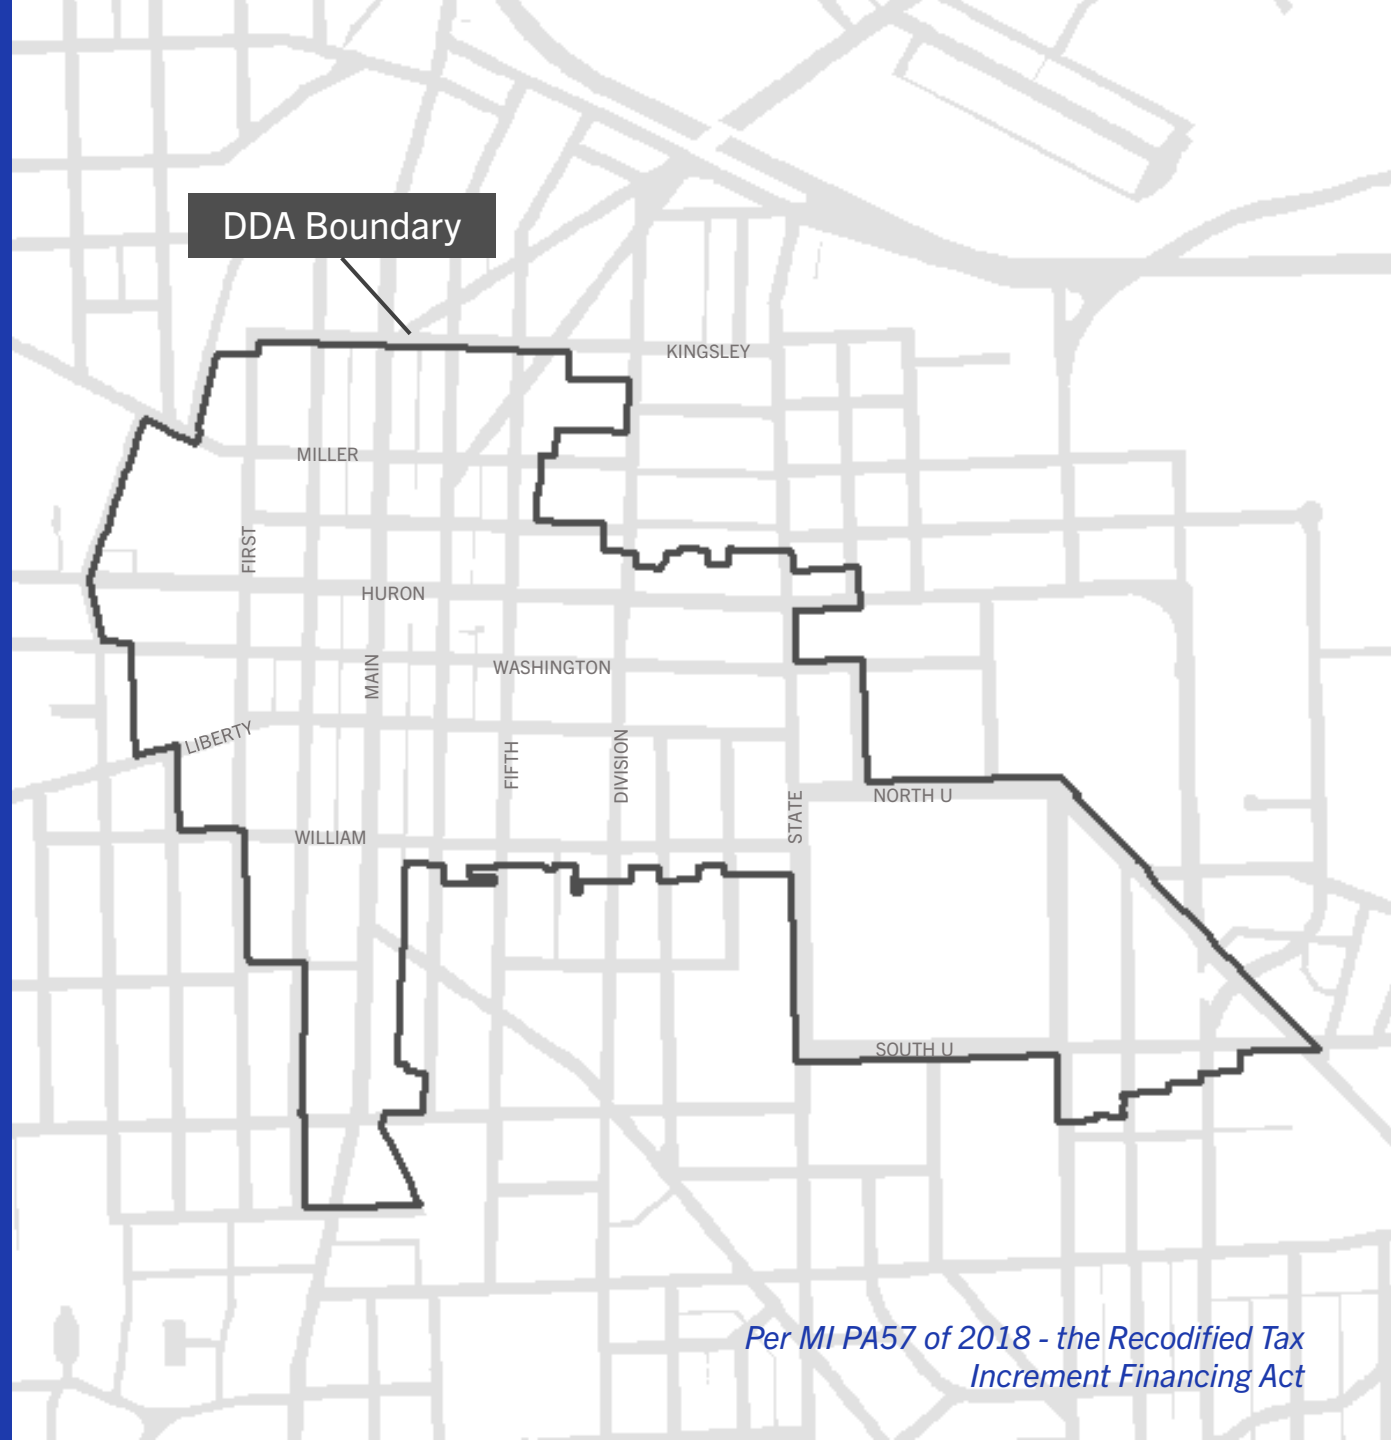 DDA Boundary
KINGSLEY
MILLER
FIRST
HURON
MAIN
WASHINGTON
LIBERTY
FIFTH
DIVISION
STATE
NORTH U
WILLIAM
SOUTH U
Per MI PA57 of 2018 - the Recodified Tax
Increment Financing Act